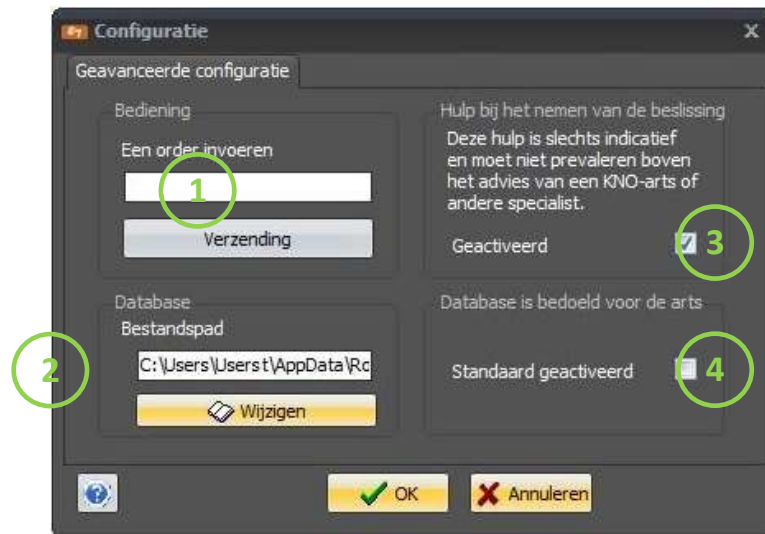 Configuratie
Geavanceerde configuratie
Bediening
Een order invoeren
1
Verzending
Hulp bij het nemen van de beslissing
Deze hulp is slechts indicatief
en moet niet prevaleren boven
het advies van een KNO-arts of
andere specialist.
Geactiveerd
3
Database
Bestandspad
2
C:\Users\Userst\AppData\Ro
Wijzigen
Database is bedoeld voor de arts
Standaard geactiveerd
4
OK
Annuleren